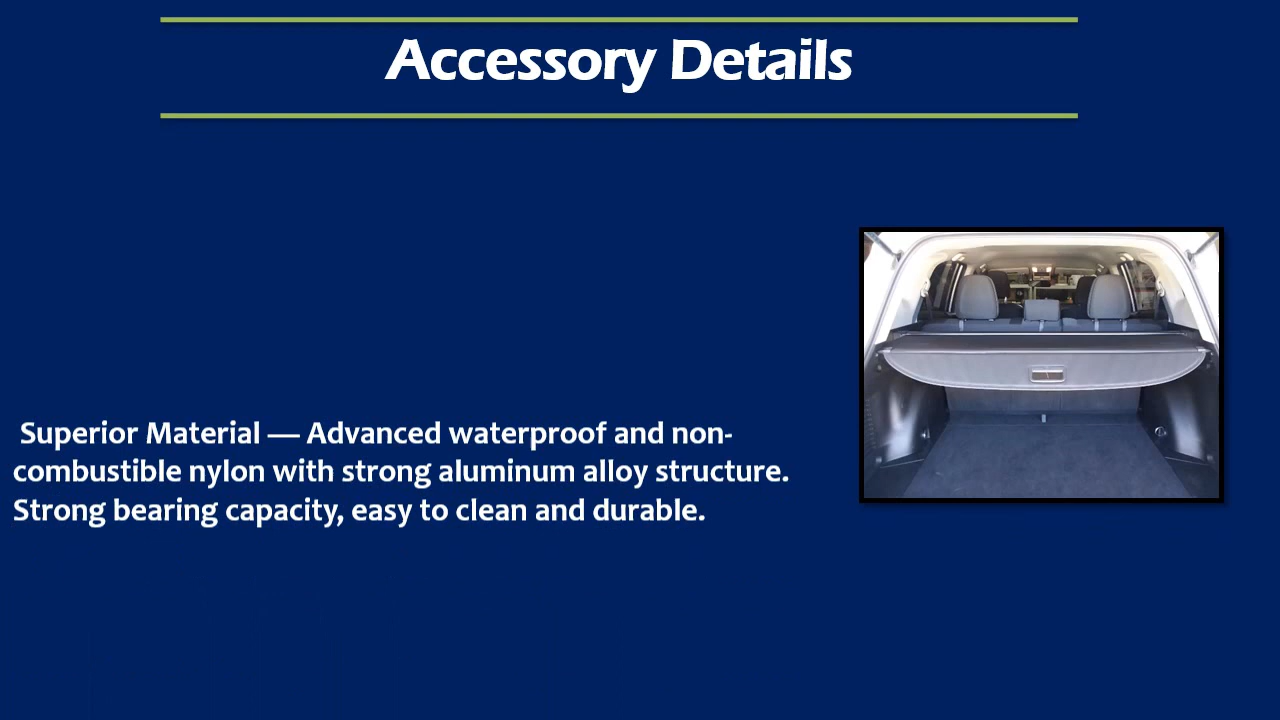 Accessory Details
Superior Material — Advanced waterproof and non-
combustible nylon with strong aluminum alloy structure.
Strong bearing capacity, easy to clean and durable.